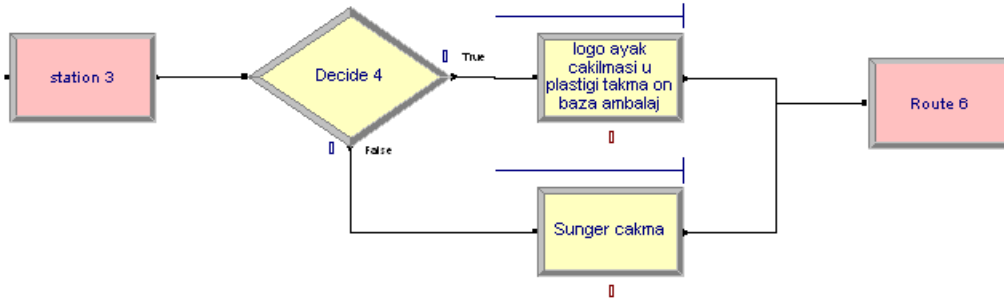 station 3
Decide 4
True
False
logo ayak
cakilmasi u
plastigi takma on
baza ambalaj
Sunger cakma
Route 6